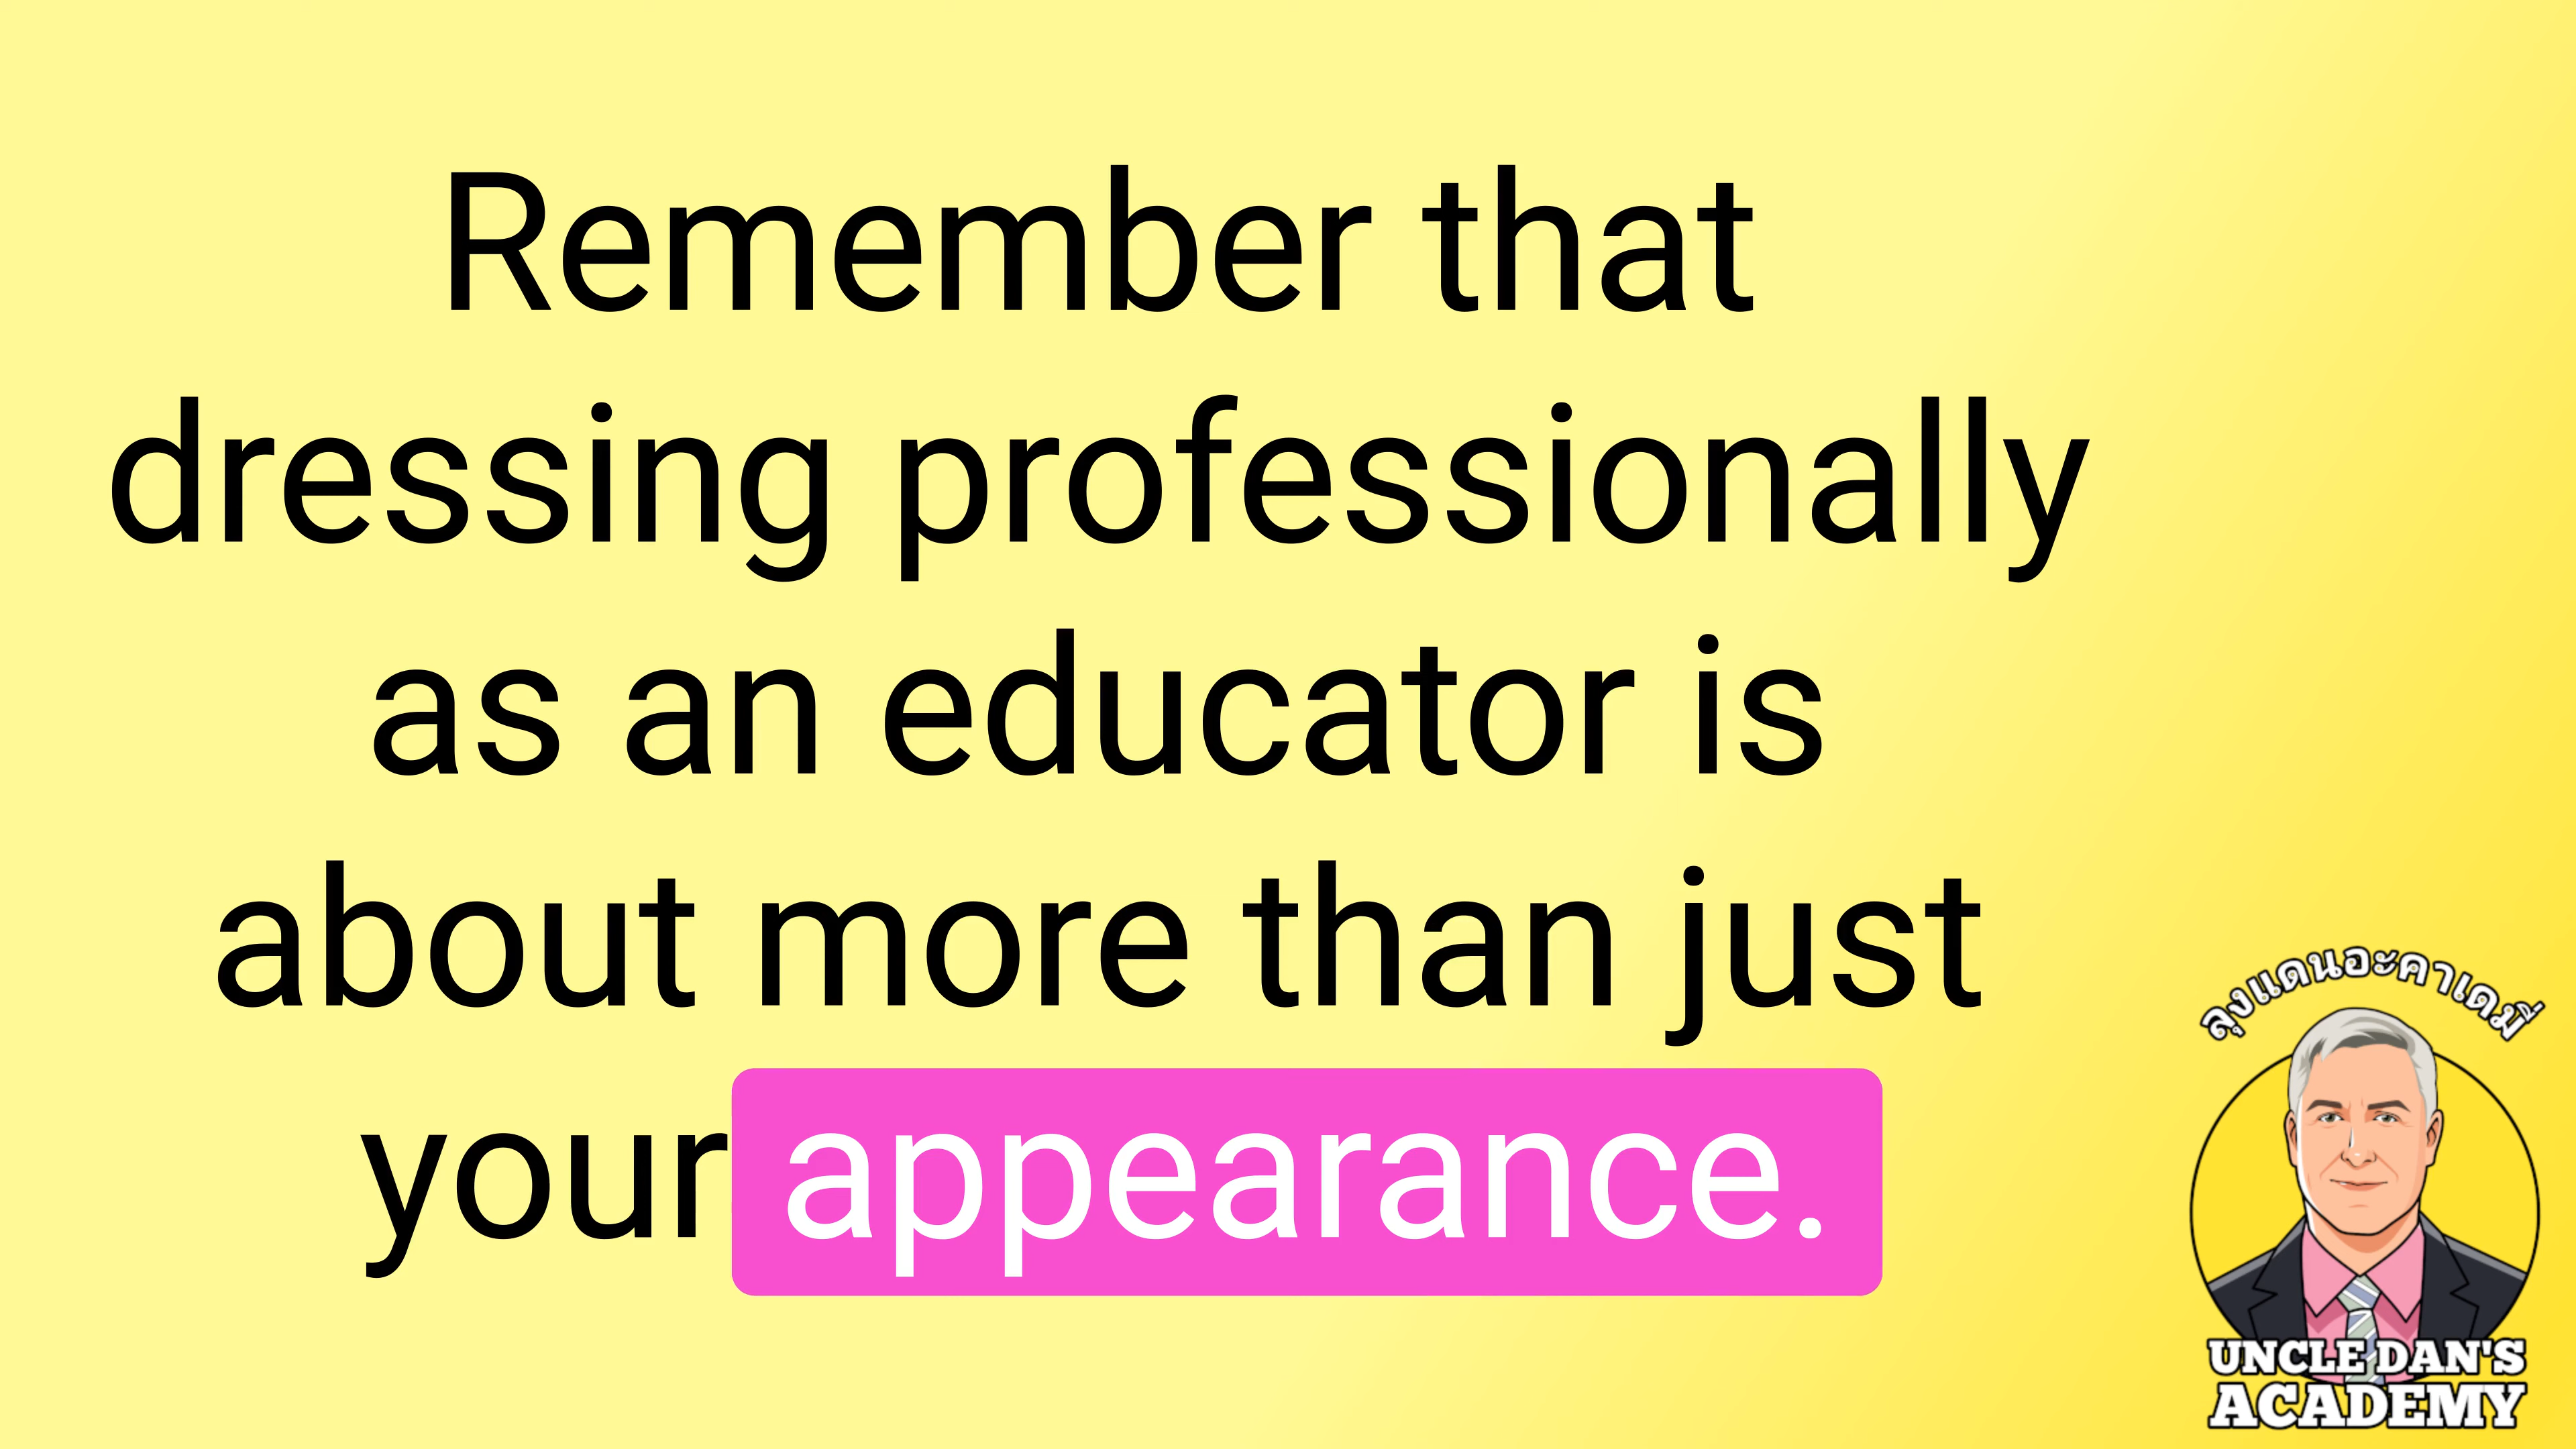 Remember that
dressing professionally
as an educator is
about more than just
your appearance.
ลุงแดนอะคาเดมี่
UNCLE DAN'S
ACADEMY